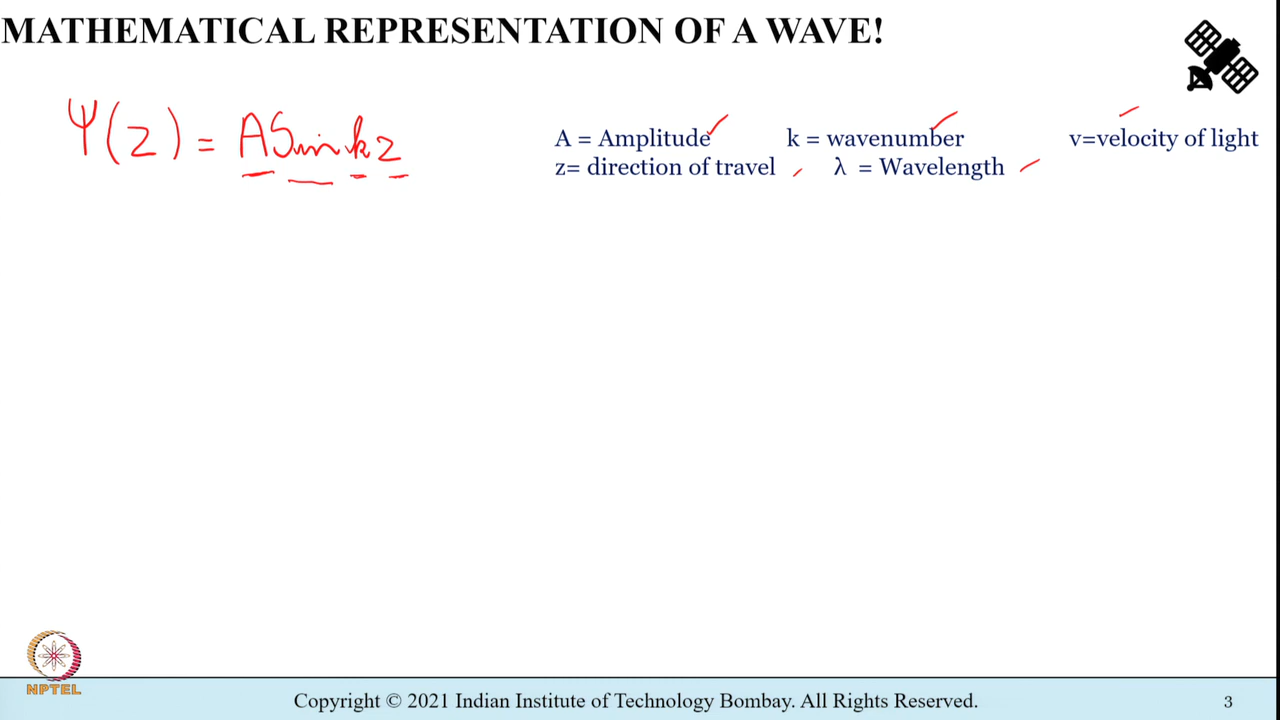 MATHEMATICAL REPRESENTATION OF A WAVE!
Ψ(z) = A Sin kz
A = Amplitude k = wavenumber v=velocity of light
z= direction of travel λ = Wavelength
NPTEL
Copyright © 2021 Indian Institute of Technology Bombay. All Rights Reserved.
3